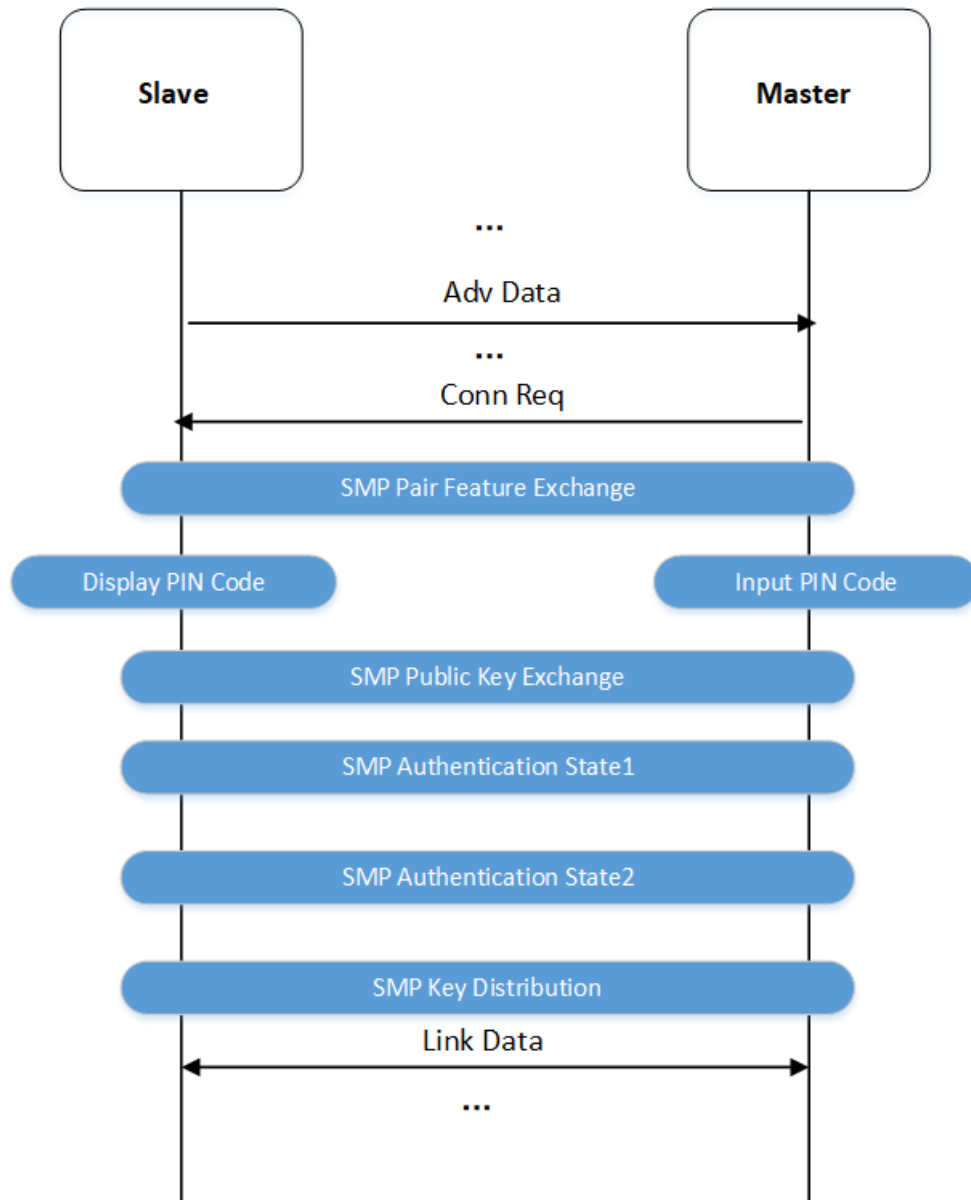 Slave
Master
...
Adv Data
...
Conn Req
SMP Pair Feature Exchange
Display PIN Code
Input PIN Code
SMP Public Key Exchange
SMP Authentication State1
SMP Authentication State2
SMP Key Distribution
Link Data
...